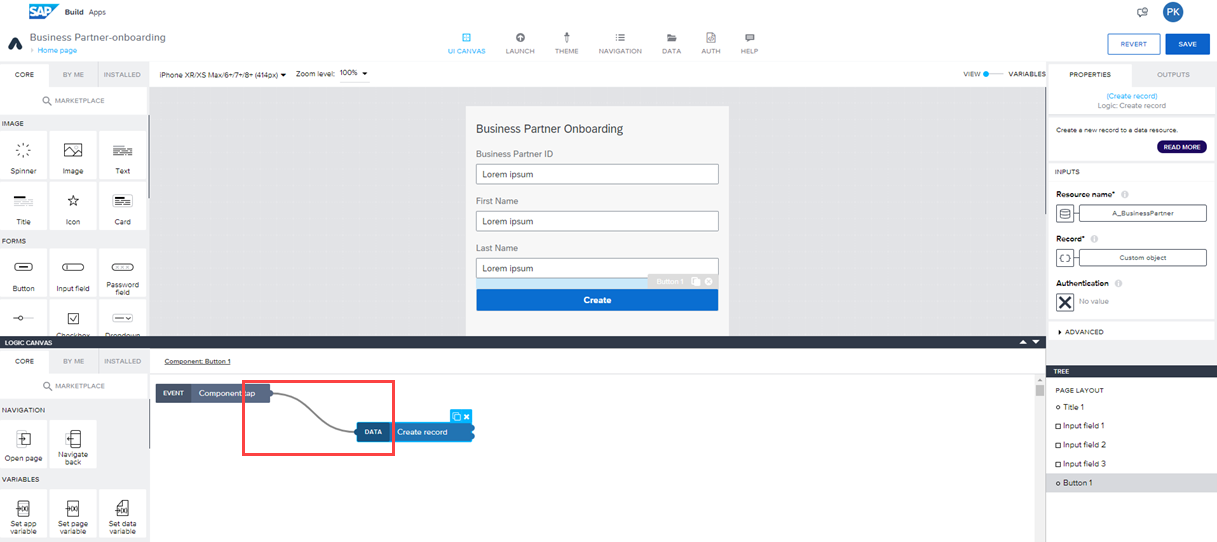 SAP Build Apps
PK
Business Partner-onboarding
› Home page
UI CANVAS
LAUNCH
THEME
NAVIGATION
DATA
AUTH
HELP
REVERT
SAVE
CORE
BY ME
INSTALLED
MARKETPLACE
iPhone XR/XS Max/6+/7+/8+ (414px)
Zoom level: 100%
VIEW
VARIABLES
PROPERTIES
OUTPUTS
(Create record)
Logic: Create record
Create a new record to a data resource.
READ MORE
INPUTS
Resource name*
A_BusinessPartner
Record*
Custom object
Authentication
No value
ADVANCED
IMAGE
Spinner
Image
Text
Title
Icon
Card
FORMS
Button
Input field
Password
field
Checkbox
Dropdown
Business Partner Onboarding
Business Partner ID
Lorem ipsum
First Name
Lorem ipsum
Last Name
Lorem ipsum
Button 1
Create
LOGIC CANVAS
CORE
BY ME
INSTALLED
MARKETPLACE
Component: Button 1
EVENT
Component tap
DATA
Create record
NAVIGATION
Open page
Navigate
back
VARIABLES
Set app
variable
Set page
variable
Set data
variable
TREE
PAGE LAYOUT
Title 1
Input field 1
Input field 2
Input field 3
Button 1